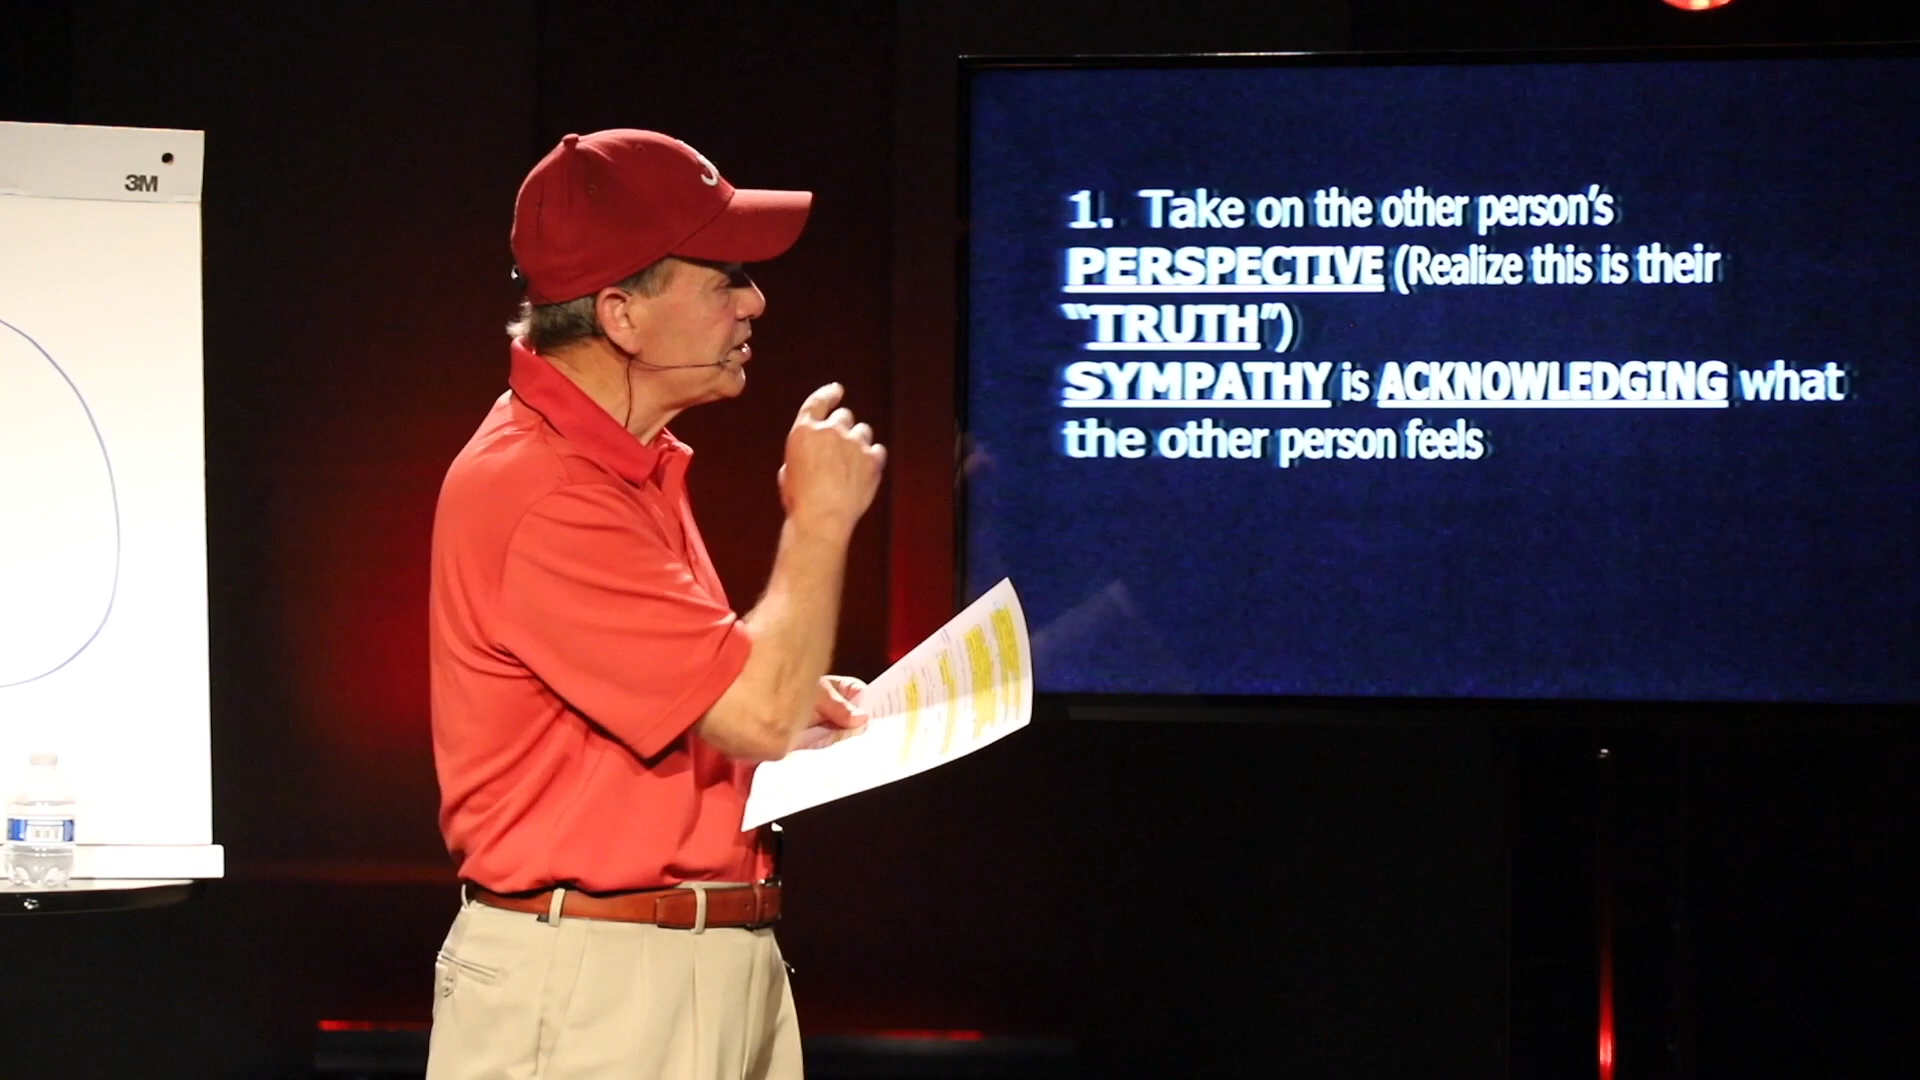 3M
1. Take on the other person's
PERSPECTIVE (Realize this is their
“TRUTH”)
SYMPATHY is ACKNOWLEDGING what
the other person feels